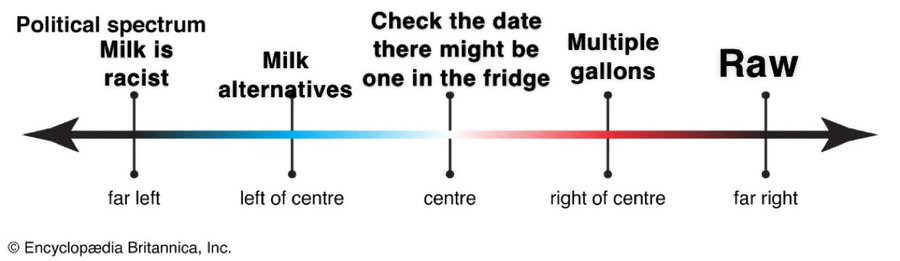 Political spectrum
Milk is
racist
Milk
alternatives
Check the date
there might be
one in the fridge
Multiple
gallons
Raw
far left
left of centre
centre
right of centre
far right
© Encyclopædia Britannica, Inc.